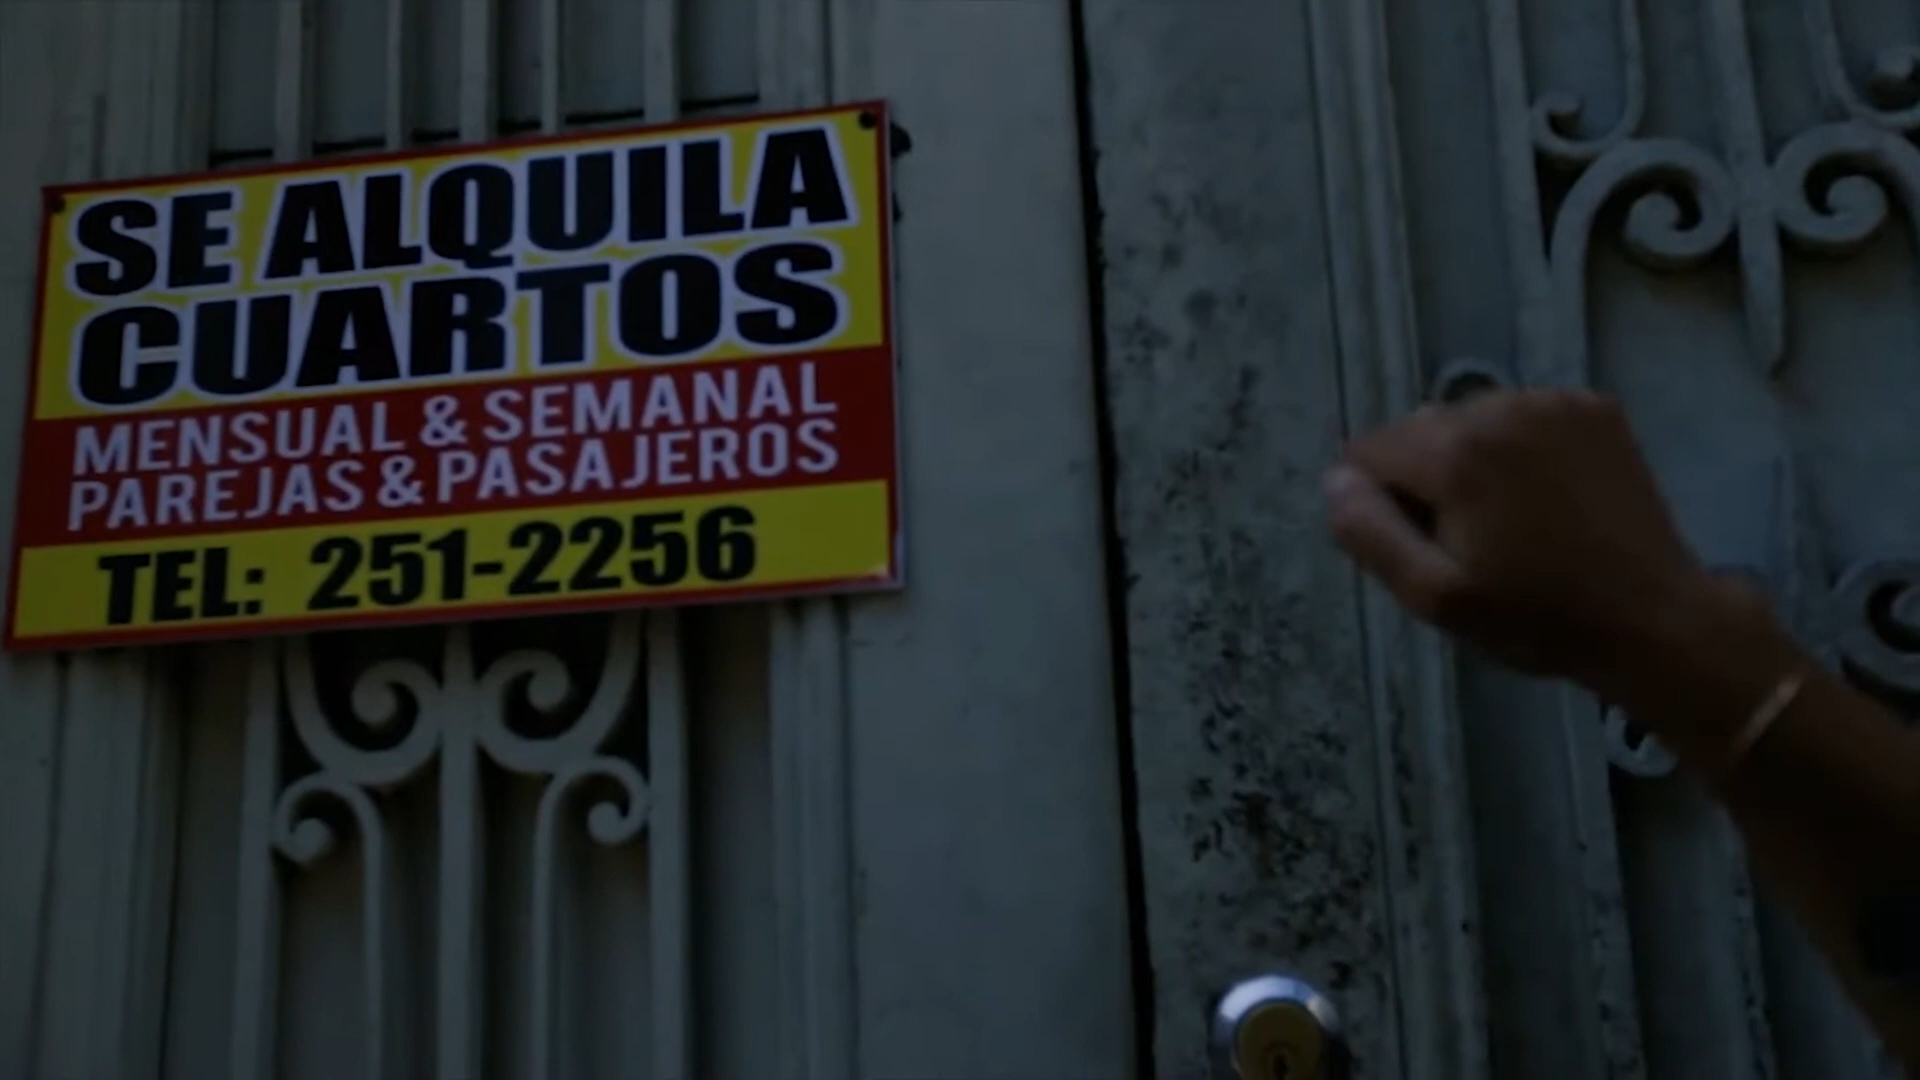 SE ALQUILA
CUARTOS
MENSUAL & SEMANAL
PAREJAS & PASAJEROS
TEL: 251-2256